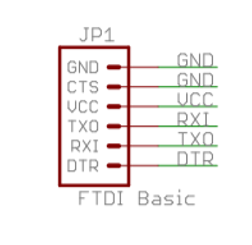 JP1
GND GND
CTS GND
VCC VCC
TXO RXI
RXI TXO
DTR DTR
FTDI Basic